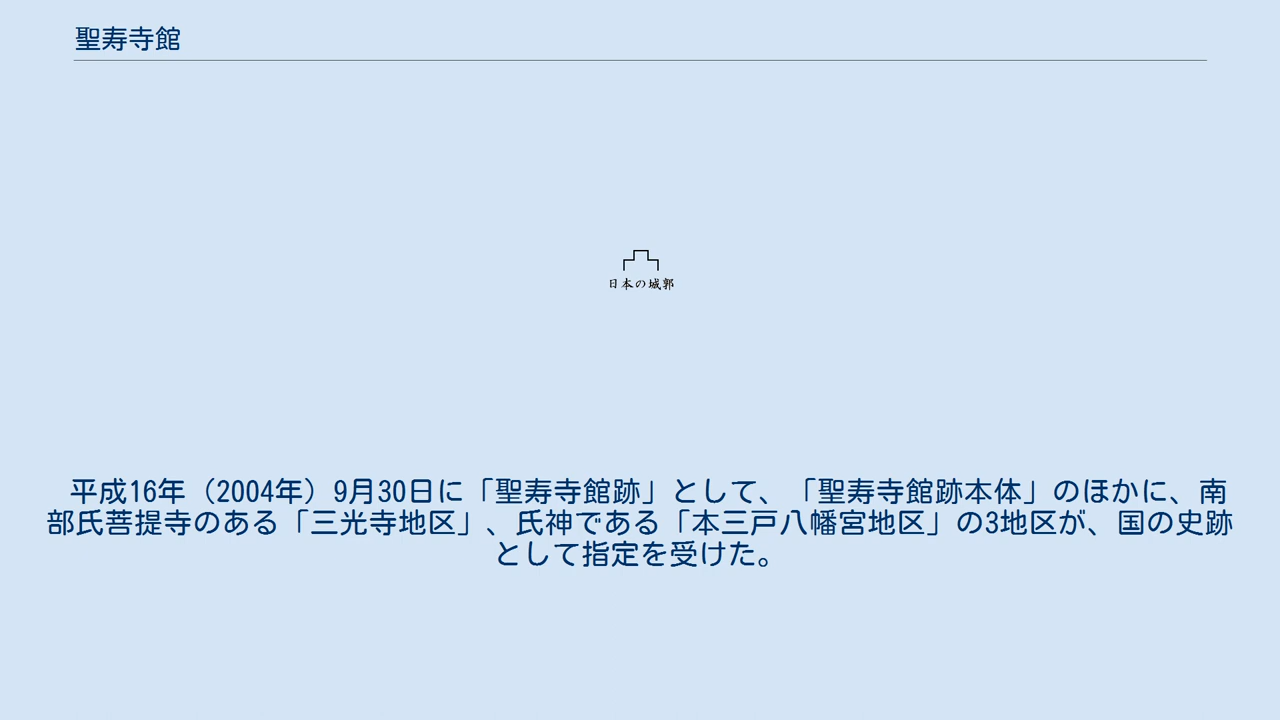 聖寿寺館
日本の城郭
平成16年（2004年）9月30日に「聖寿寺館跡」として、「聖寿寺館跡本体」のほかに、南
部氏菩提寺のある「三光寺地区」、氏神である「本三戸八幡宮地区」の3地区が、国の史跡
として指定を受けた。